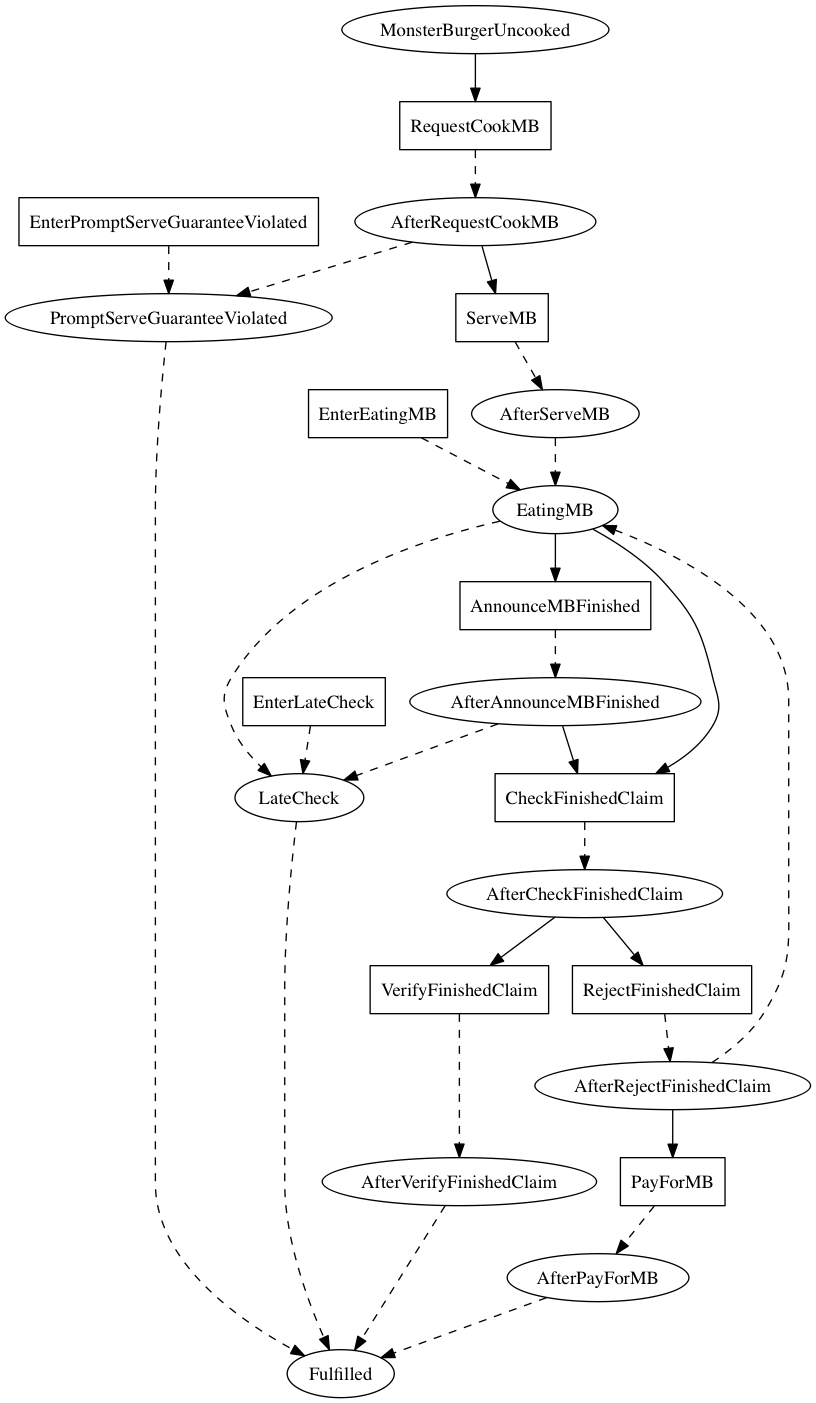 MonsterBurgerUncooked
RequestCookMB
EnterPromptServeGuaranteeViolated
AfterRequestCookMB
PromptServeGuaranteeViolated
ServeMB
EnterEatingMB
AfterServeMB
EatingMB
AnnounceMBFinished
EnterLateCheck
AfterAnnounceMBFinished
LateCheck
CheckFinishedClaim
AfterCheckFinishedClaim
VerifyFinishedClaim
RejectFinishedClaim
AfterRejectFinishedClaim
AfterVerifyFinishedClaim
PayForMB
AfterPayForMB
Fulfilled